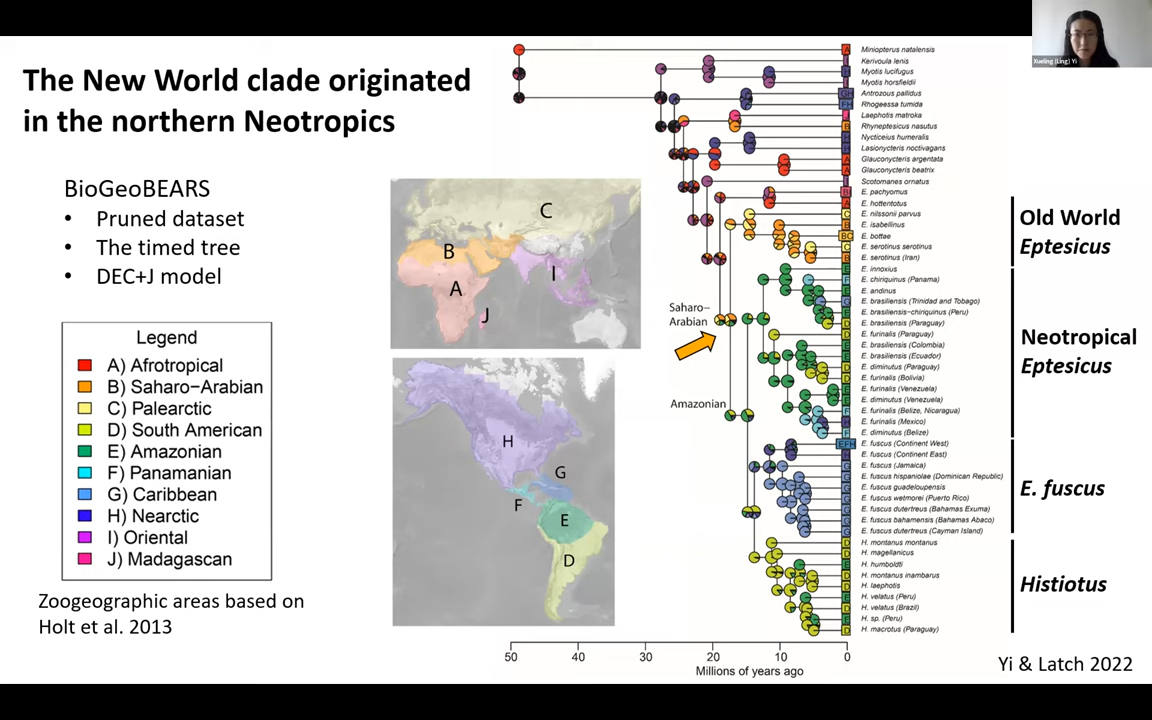 The New World clade originated
in the northern Neotropics
BioGeoBEARS
• Pruned dataset
• The timed tree
• DEC+J model
Legend
A) Afrotropical
B) Saharo−Arabian
C) Palearctic
D) South American
E) Amazonian
F) Panamanian
G) Caribbean
H) Nearctic
I) Oriental
J) Madagascan
Zoogeographic areas based on
Holt et al. 2013
C
B
A
I
J
H
G
F
E
D
Saharo−
Arabian
Amazonian
Miniopterus natalensis
Kerivoula lenis
Myotis lucifugus
Myotis horsfieldii
Antrozous pallidus
Rhogeessa tumida
Laephotis matroka
Rhyneptesicus nasutus
Nycticeius humeralis
Lasionycteris noctivagans
Glauconycteris argentata
Glauconycteris beatrix
Scotomanes ornatus
E. pachyomus
E. hottentotus
E. nilssonii parvus
E. isabellinus
E. bottae
E. serotinus serotinus
E. serotinus (Iran)
E. innoxius
E. chiriquinus (Panama)
E. andinus
E. brasiliensis (Trinidad and Tobago)
E. brasiliensis−chiriquinus (Peru)
E. brasiliensis (Paraguay)
E. furinalis (Paraguay)
E. brasiliensis (Colombia)
E. brasiliensis (Ecuador)
E. diminutus (Paraguay)
E. furinalis (Bolivia)
E. furinalis (Venezuela)
E. diminutus (Venezuela)
E. furinalis (Belize, Nicaragua)
E. furinalis (Mexico)
E. diminutus (Belize)
E. fuscus (Continent West)
E. fuscus (Continent East)
E. fuscus (Jamaica)
E. fuscus hispaniolae (Dominican Republic)
E. fuscus guadeloupensis
E. fuscus wetmorei (Puerto Rico)
E. fuscus dutertreus (Bahamas Exuma)
E. fuscus bahamensis (Bahamas Abaco)
E. fuscus dutertreus (Cayman Island)
H. montanus montanus
H. magellanicus
H. humboldti
H. montanus inambarus
H. laephotis
H. velatus (Peru)
H. velatus (Brazil)
H. sp. (Peru)
H. macrotus (Paraguay)
50 40 30 20 10 0
Millions of years ago
Old World
Eptesicus
Neotropical
Eptesicus
E. fuscus
Histiotus
Yi & Latch 2022
Xueling (Ling) Yi